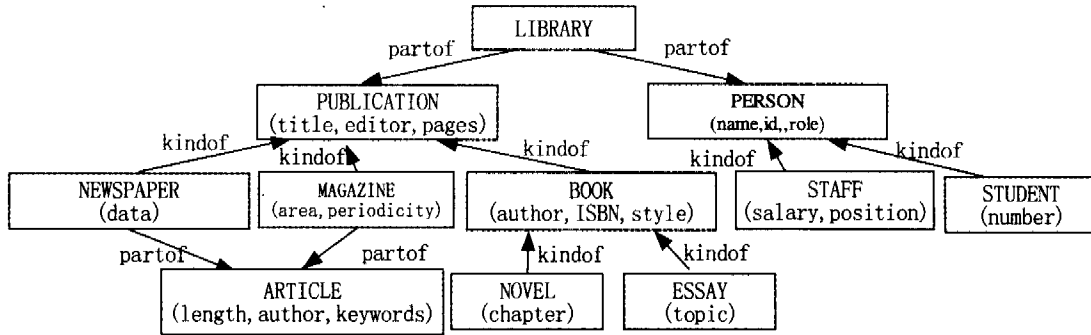 LIBRARY
partof
partof
PUBLICATION
(title, editor, pages)
PERSON
(name,id,,role)
kindof
kindof
kindof
kindof
kindof
NEWSPAPER
(data)
MAGAZINE
(area, periodicity)
BOOK
(author, ISBN, style)
STAFF
(salary, position)
STUDENT
(number)
partof
partof
kindof
kindof
ARTICLE
(length, author, keywords)
NOVEL
(chapter)
ESSAY
(topic)